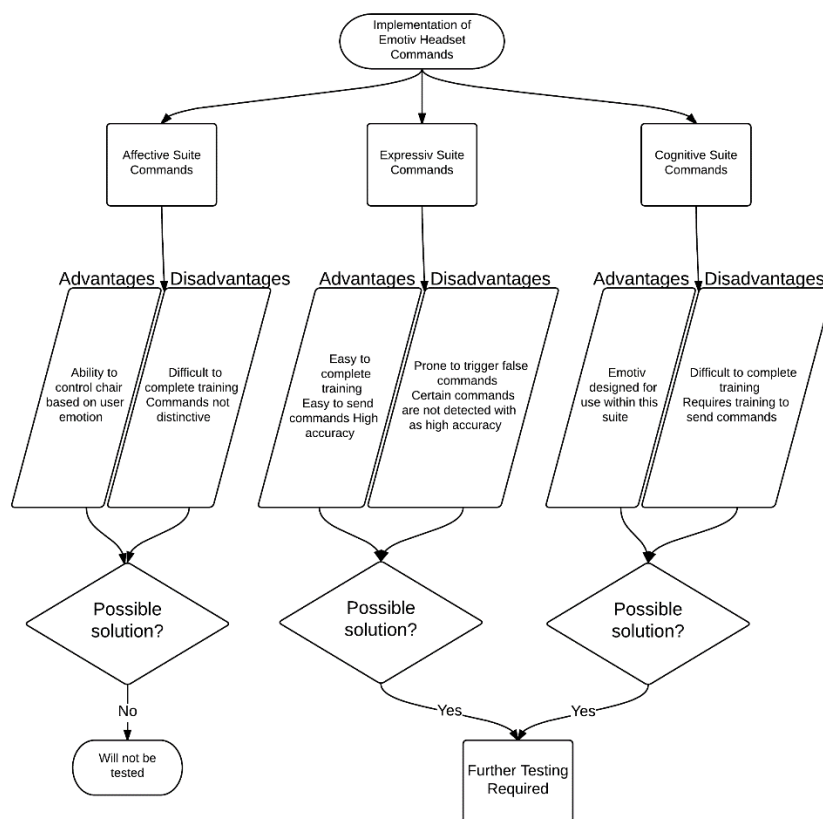 Implementation of
Emotiv Headset
Commands
Affective Suite
Commands
Expressiv Suite
Commands
Cognitive Suite
Commands
Advantages
Disadvantages
Advantages
Disadvantages
Advantages
Disadvantages
Ability to
control chair
based on user
emotion
Difficult to
complete training
Commands not
distinctive
Easy to
complete
training
Easy to send
commands High
accuracy
Prone to trigger false
commands
Certain commands
are not detected with
as high accuracy
Emotiv
designed for
use within this
suite
Difficult to complete
training
Requires training to
send commands
Possible
solution?
Possible
solution?
Possible
solution?
No
Yes
Yes
Will not be
tested
Further Testing
Required